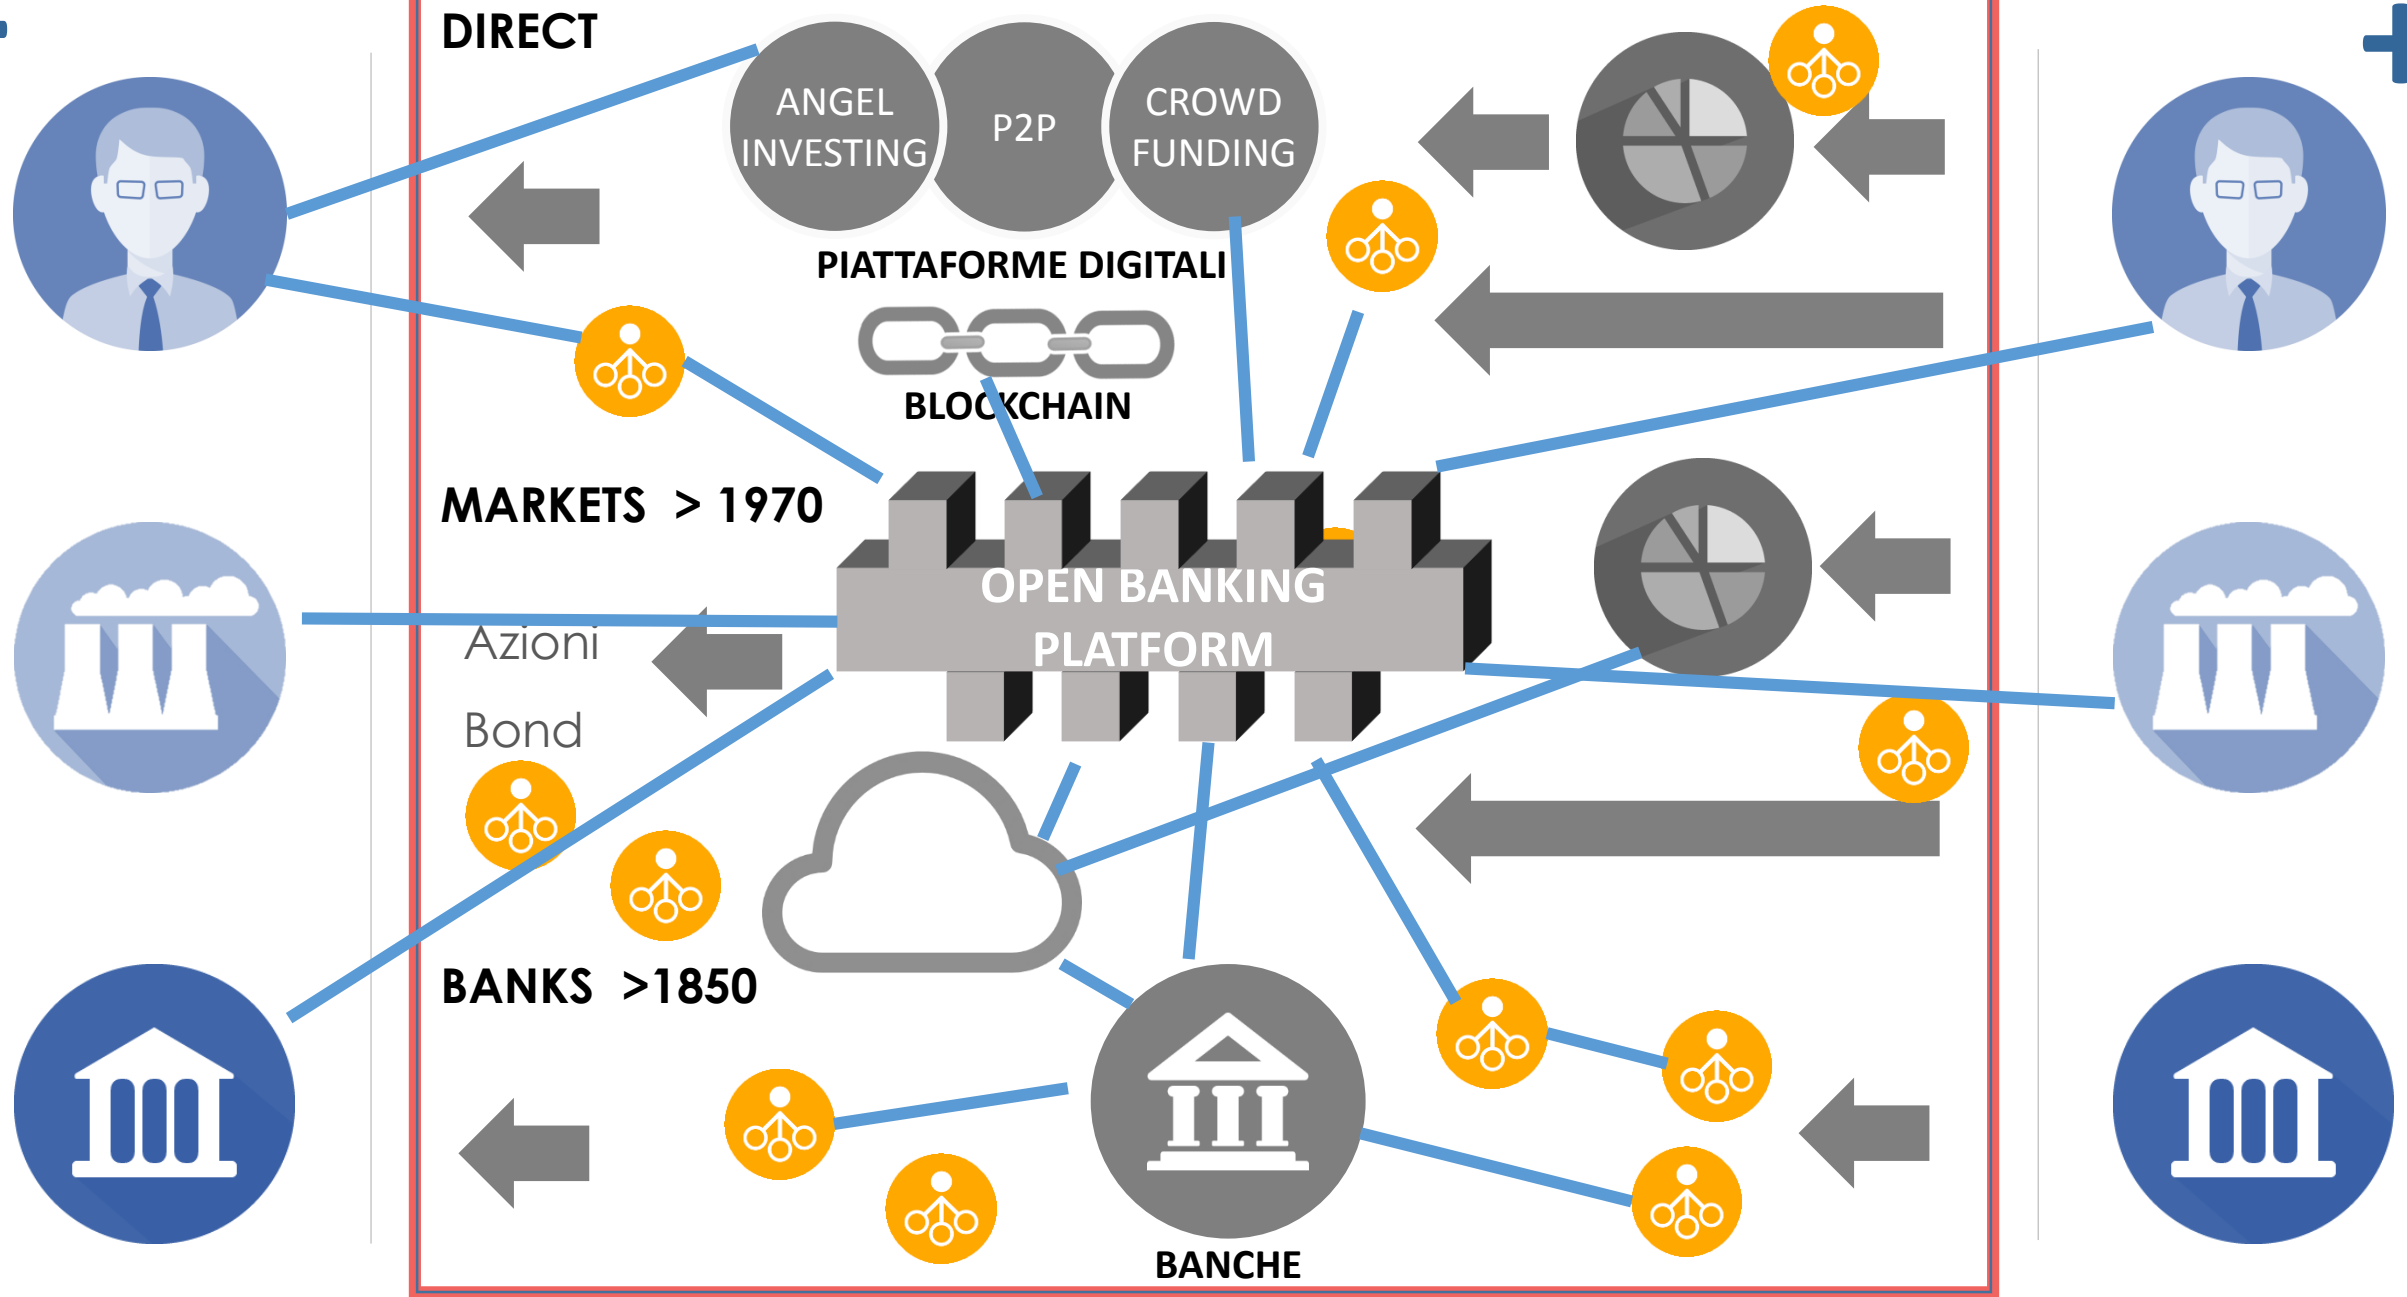 DIRECT
ANGEL
INVESTING
P2P
CROWD
FUNDING
PIATTAFORME DIGITALI
BLOCKCHAIN
MARKETS > 1970
OPEN BANKING
PLATFORM
Azioni
Bond
BANKS >1850
BANCHE